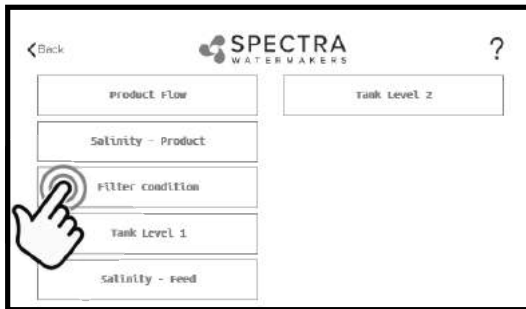 Back
SPECTRA
WATERMAKERS
?
Product Flow
Tank Level 2
Salinity - Product
Filter Condition
Tank Level 1
Salinity - Feed